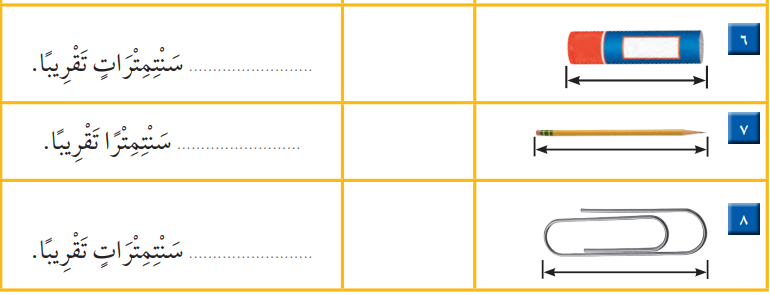 ٦
......................... سَنْتِمِتْرَاتٍ تَقْرِيبًا.
٧
......................... سَنْتِمِتْرًا تَقْرِيبًا.
٨
......................... سَنْتِمِتْرَاتٍ تَقْرِيبًا.